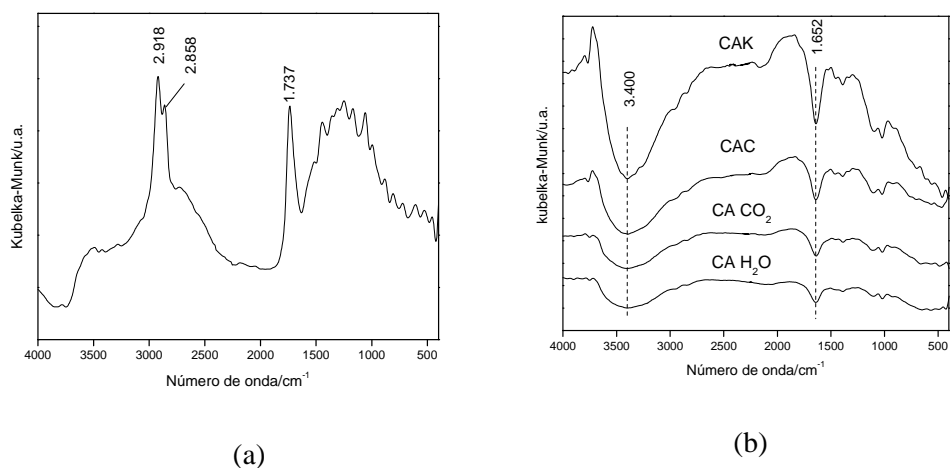 (a)
2.918
2.858
1.737
Kubelka-Munk/u.a.
4000 3000 2000 1500 1000 500
Número de onda/cm-1
(a)
(b)
CAK
1.652
3.400
CAC
CA CO2
CA H2O
kubelka-Munk/u.a.
4000 3500 3000 2500 2000 1500 1000 500
Número de onda/cm-1
(b)